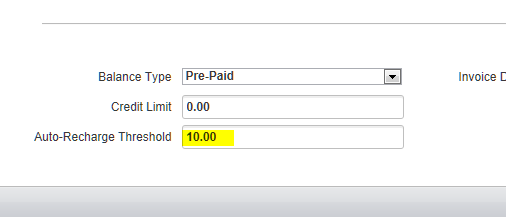 Balance Type Pre-Paid Invoice D
Credit Limit 0.00
Auto-Recharge Threshold 10.00